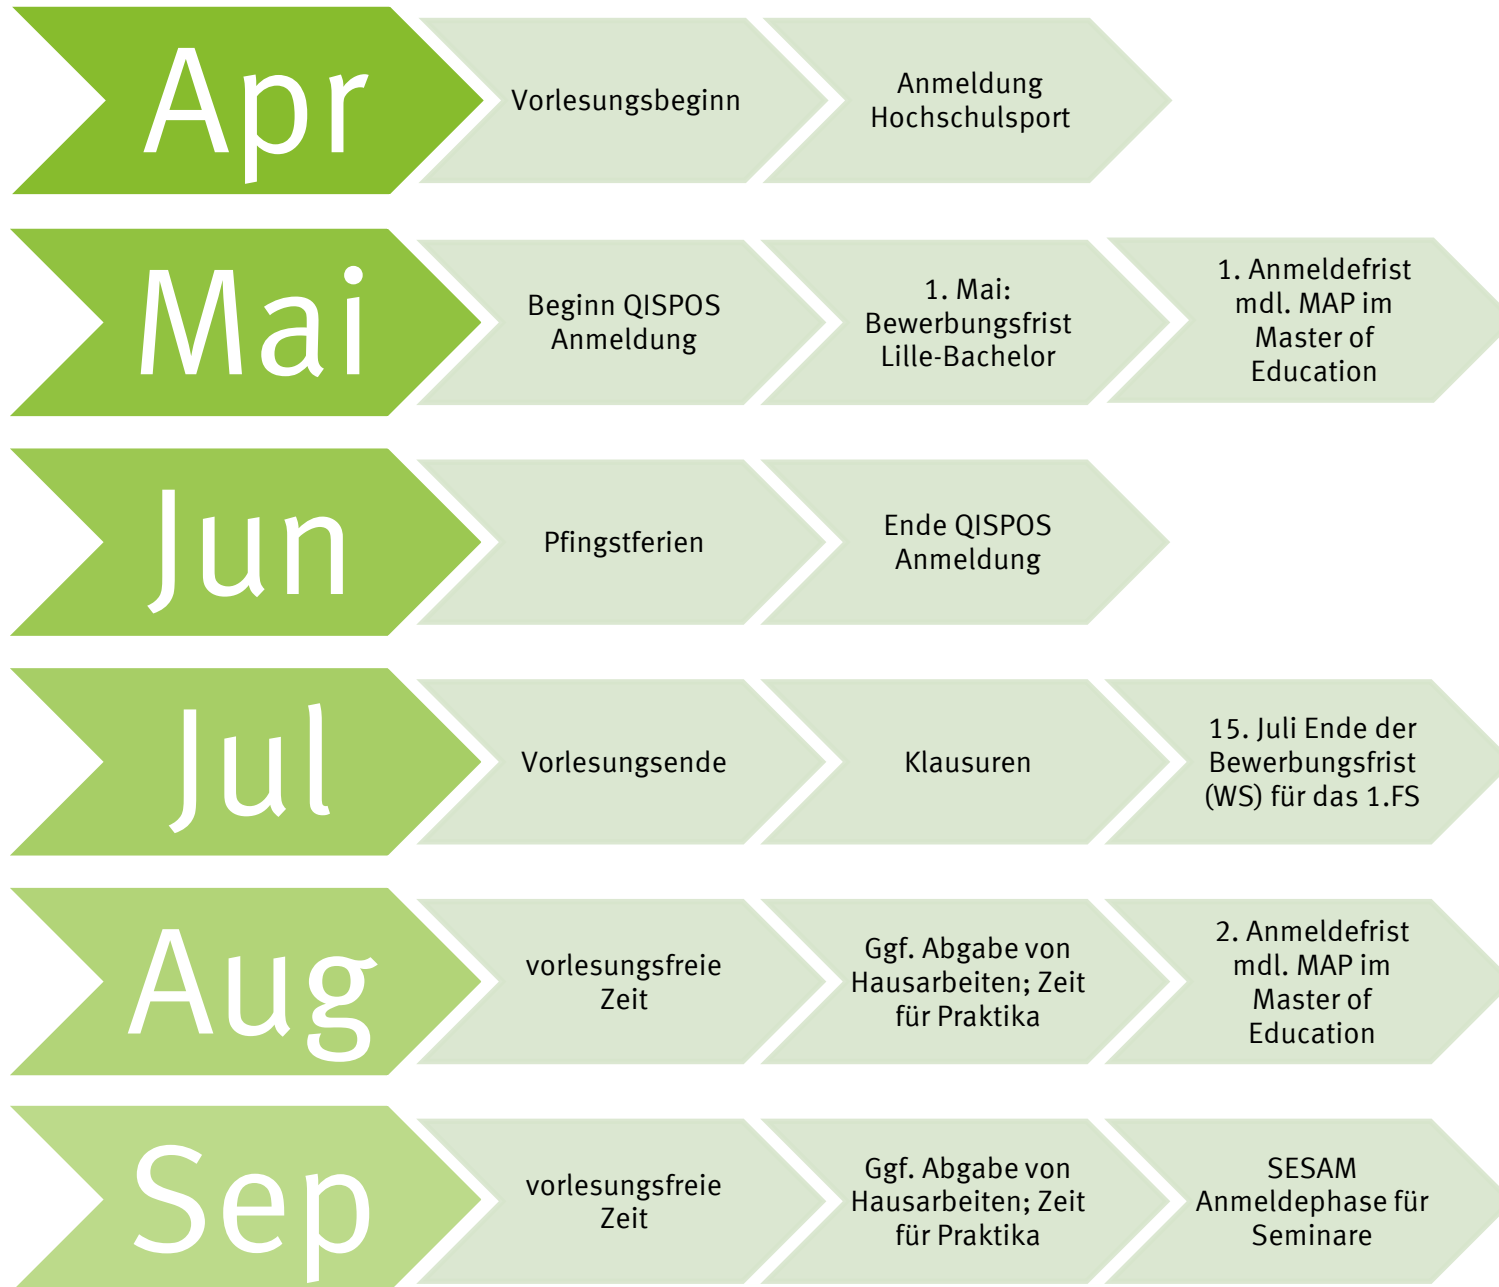 Apr
Vorlesungsbeginn
Anmeldung
Hochschulsport
Mai
Beginn QISPOS
Anmeldung
1. Mai:
Bewerbungsfrist
Lille-Bachelor
1. Anmeldefrist
mdl. MAP im
Master of
Education
Jun
Pfingstferien
Ende QISPOS
Anmeldung
Jul
Vorlesungsende
Klausuren
15. Juli Ende der
Bewerbungsfrist
(WS) für das 1.FS
Aug
vorlesungsfreie
Zeit
Ggf. Abgabe von
Hausarbeiten; Zeit
für Praktika
2. Anmeldefrist
mdl. MAP im
Master of
Education
Sep
vorlesungsfreie
Zeit
Ggf. Abgabe von
Hausarbeiten; Zeit
für Praktika
SESAM
Anmeldephase für
Seminare